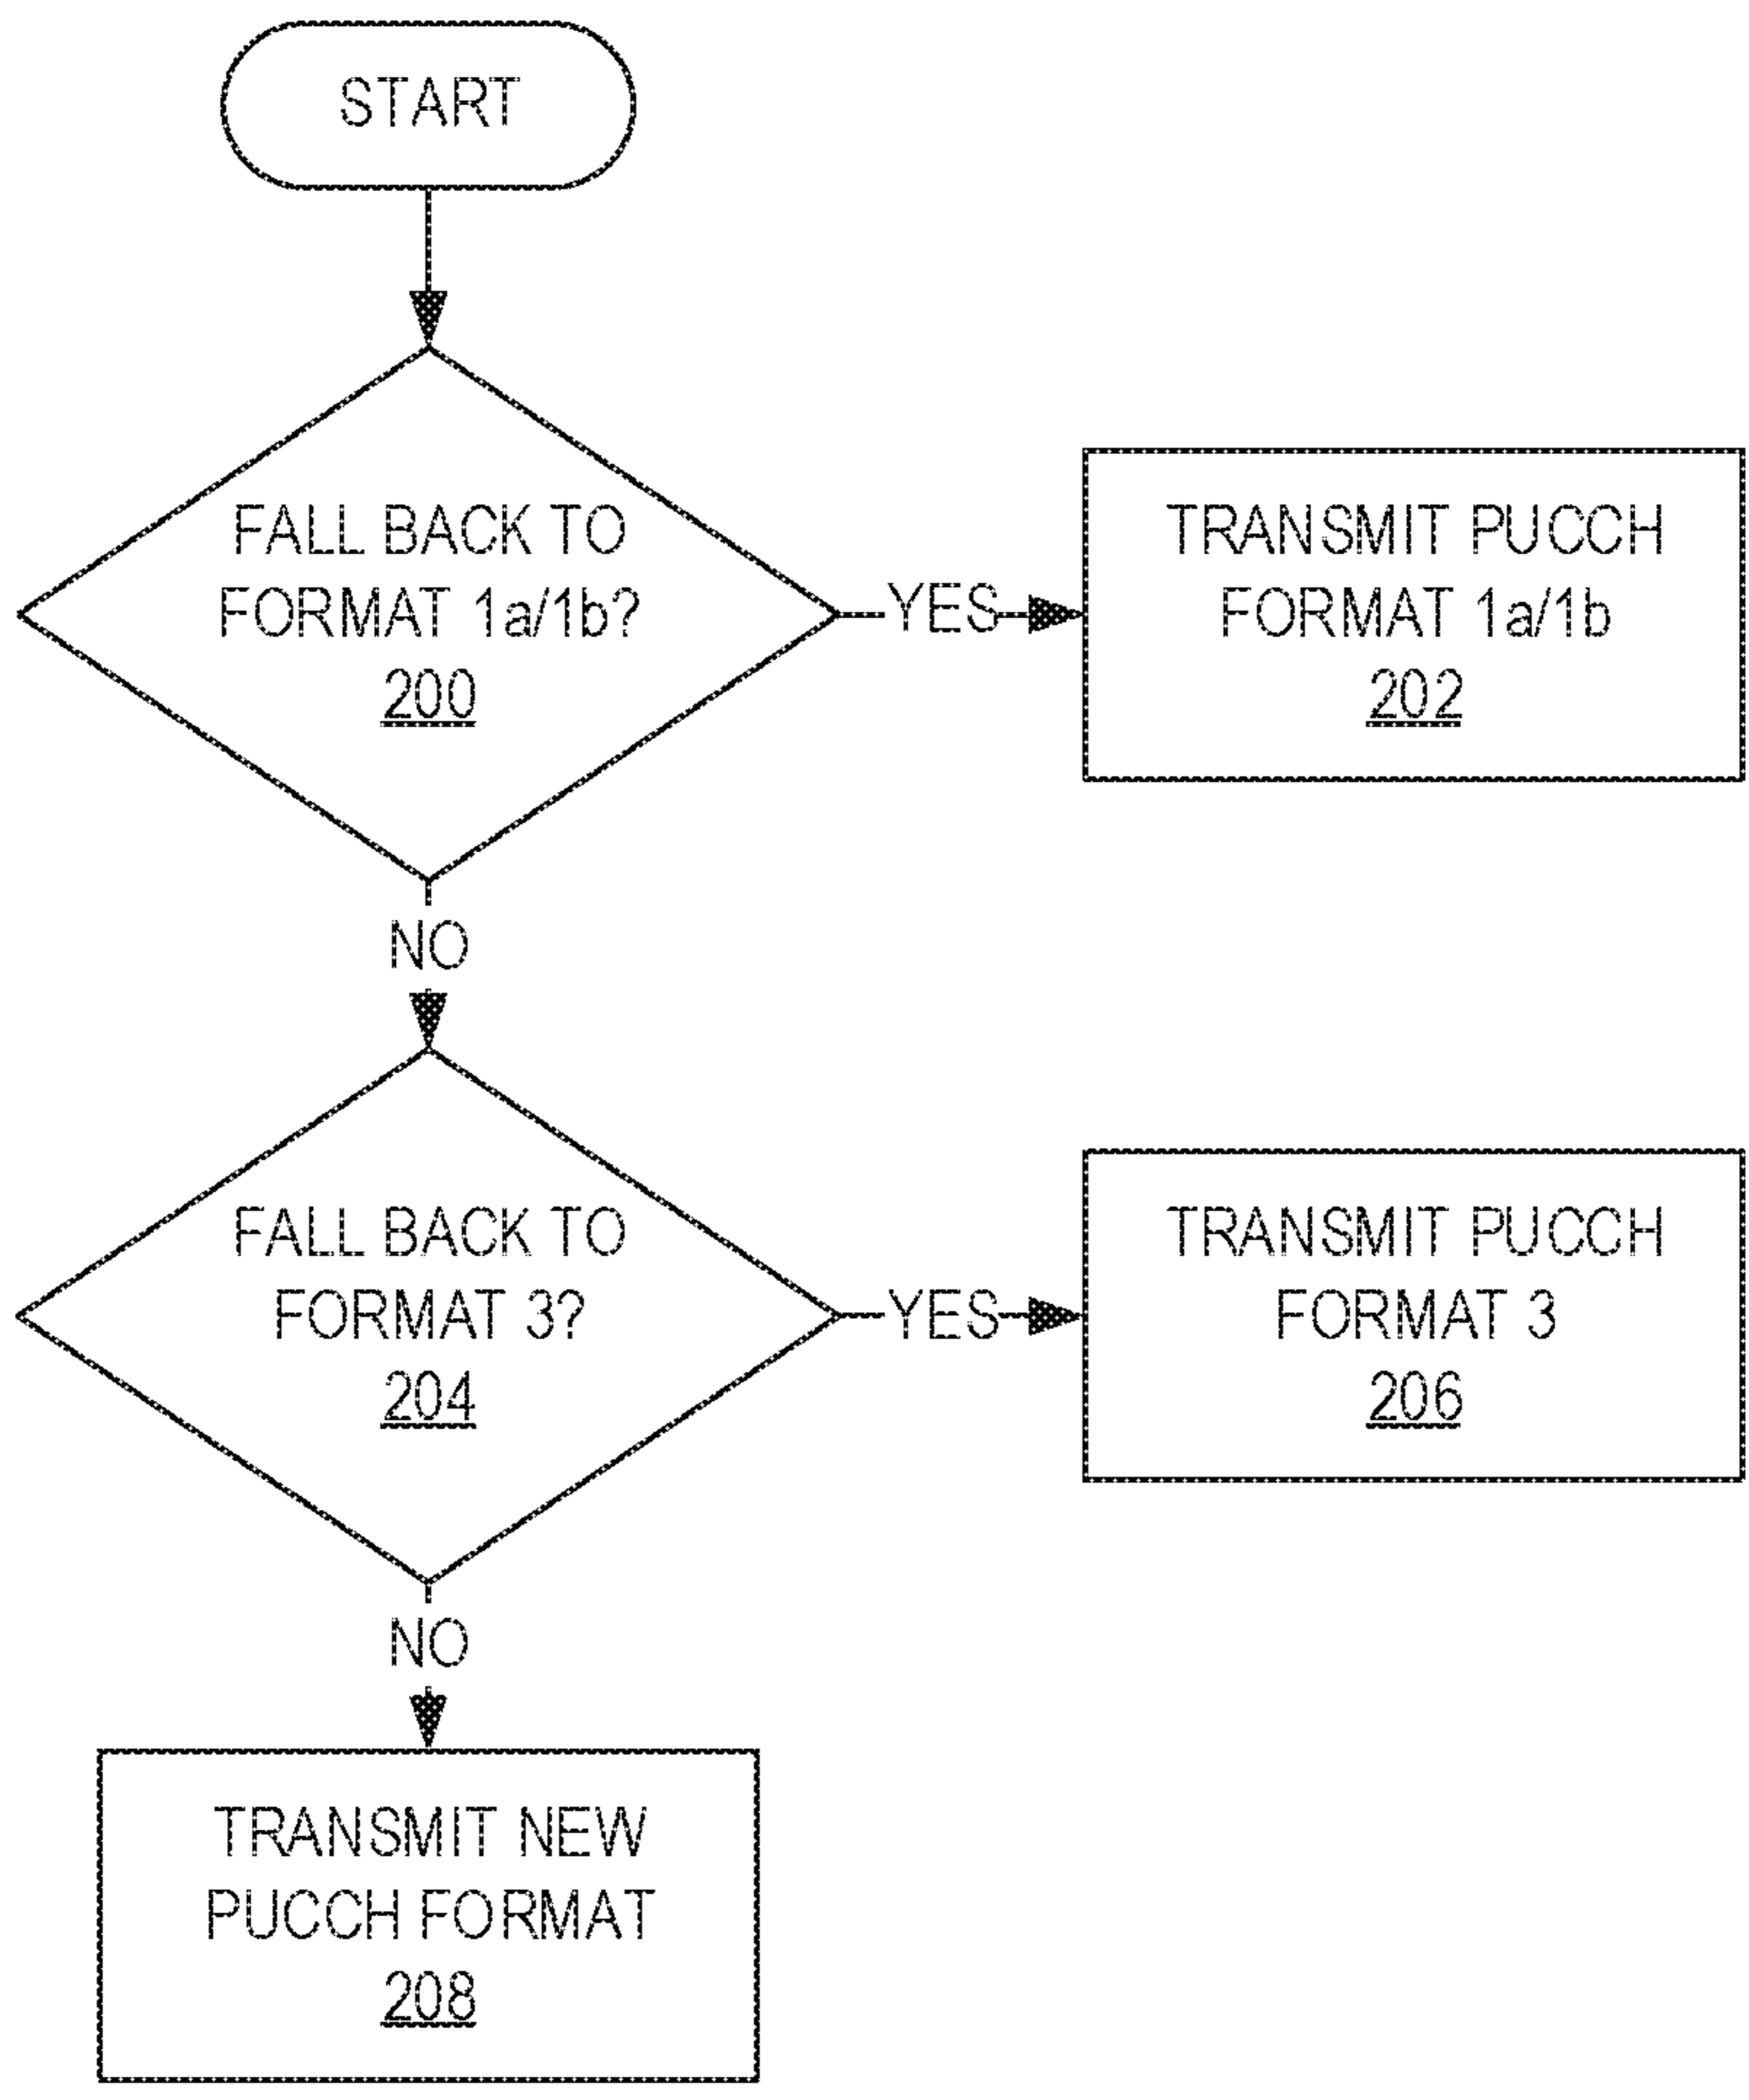 START
FALL BACK TO
FORMAT 1a/1b?
200
YES
TRANSMIT PUCCH
FORMAT 1a/1b
202
NO
FALL BACK TO
FORMAT 3?
204
YES
TRANSMIT PUCCH
FORMAT 3
206
NO
TRANSMIT NEW
PUCCH FORMAT
208